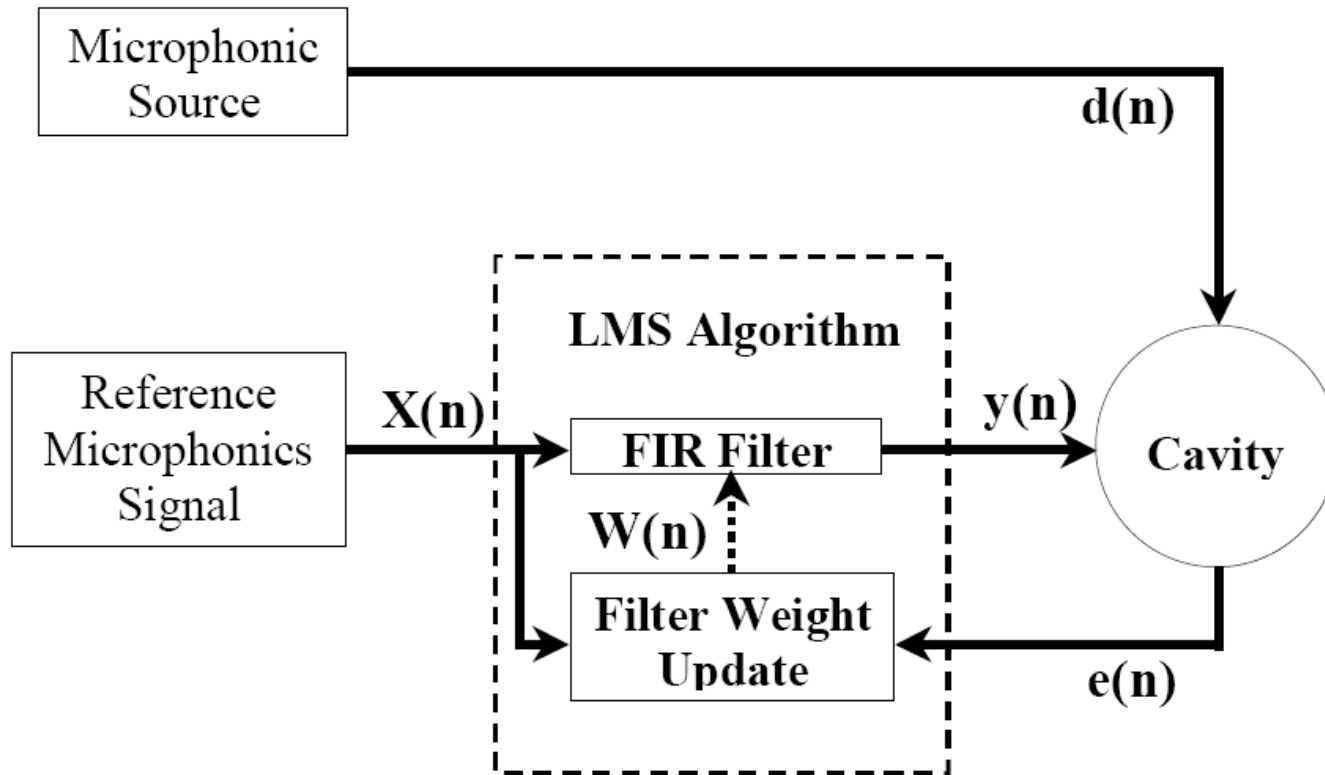 Microphonic
Source
d(n)
LMS Algorithm
Reference
Microphonics
Signal
X(n)
FIR Filter
y(n)
Cavity
W(n)
Filter Weight
Update
e(n)